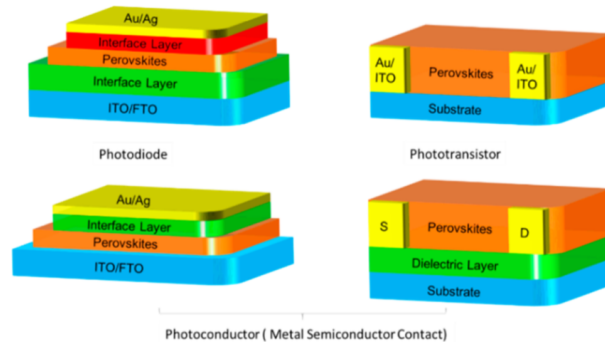 Au/Ag
Interface Layer
Perovskites
Interface Layer
ITO/FTO
Photodiode
Au/
ITO
Perovskites
Au/
ITO
Substrate
Phototransistor
Au/Ag
Interface Layer
Perovskites
ITO/FTO
S
Perovskites
D
Dielectric Layer
Substrate
Photoconductor ( Metal Semiconductor Contact)